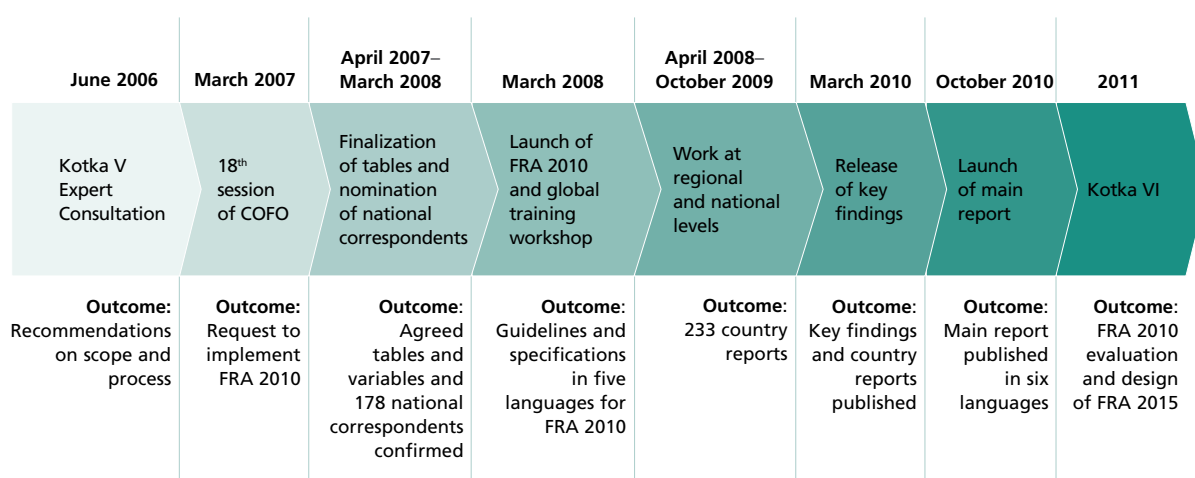 June 2006
March 2007
April 2007–
March 2008
March 2008
April 2008–
October 2009
March 2010
October 2010
2011
Kotka V
Expert
Consultation
18th
session
of COFO
Finalization
of tables and
nomination
of national
correspondents
Launch of
FRA 2010
and global
training
workshop
Work at
regional
and national
levels
Release
of key
findings
Launch
of main
report
Kotka VI
Outcome:
Recommendations
on scope and
process
Outcome:
Request to
implement
FRA 2010
Outcome:
Agreed
tables and
variables and
178 national
correspondents
confirmed
Outcome:
Guidelines and
specifications
in five
languages for
FRA 2010
Outcome:
233 country
reports
Outcome:
Key findings
and country
reports
published
Outcome:
Main report
published
in six
languages
Outcome:
FRA 2010
evaluation
and design
of FRA 2015